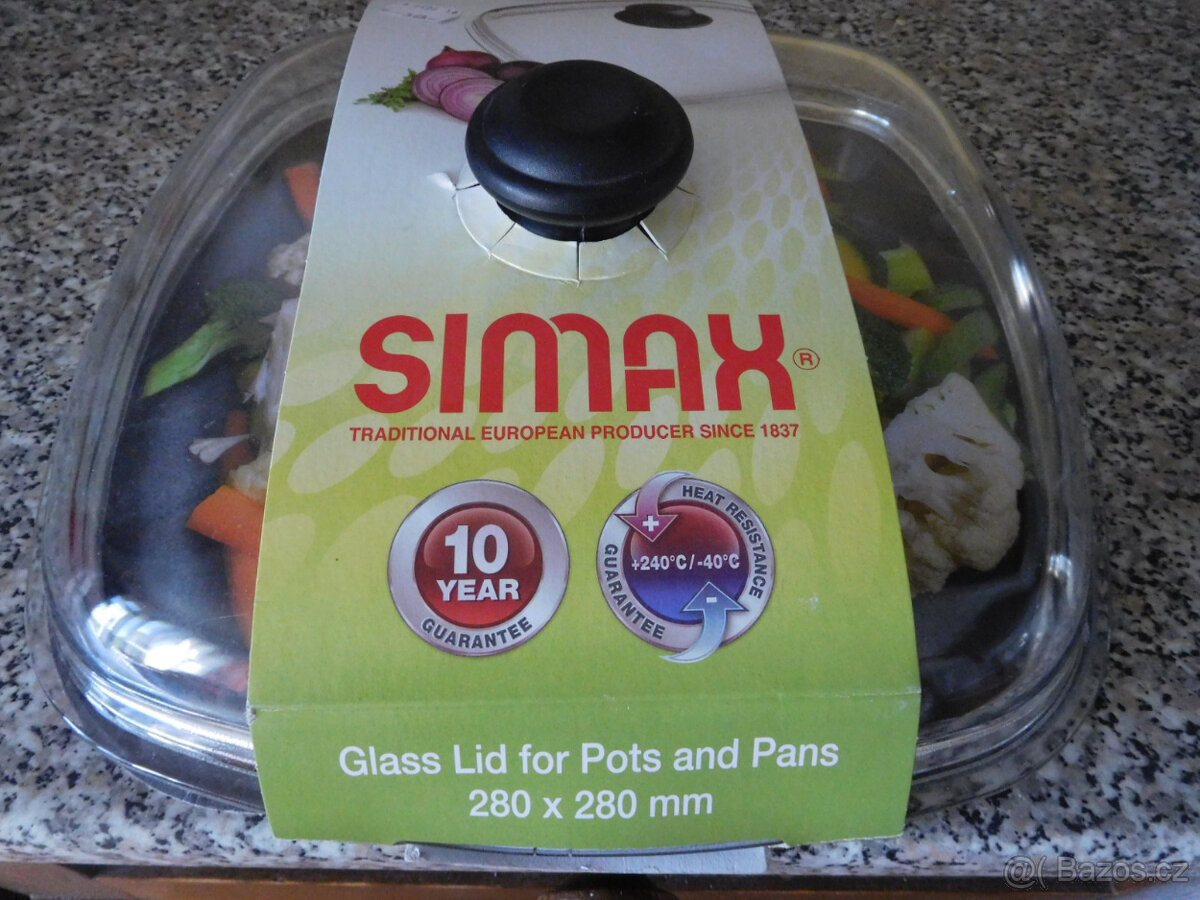 SIMAX®
TRADITIONAL EUROPEAN PRODUCER SINCE 1837
10
YEAR
GUARANTEE
HEAT RESISTANCE
+
+240°C / -40°C
-
GUARANTEE
Glass Lid for Pots and Pans
280 x 280 mm
@( Bazos.cz